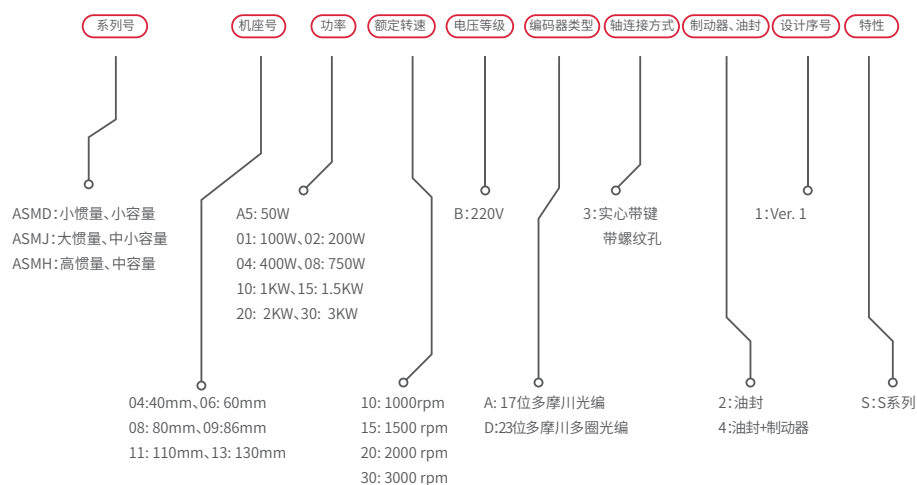 系列号 机座号 功率 额定转速 电压等级 编码器类型 轴连接方式 制动器、油封 设计序号 特性
ASMD：小惯量、小容量
ASMJ：大惯量、中小容量
ASMH：高惯量、中容量
A5: 50W
01: 100W、02: 200W
04: 400W、08: 750W
10: 1KW、15: 1.5KW
20: 2KW、30: 3KW
B：220V
3：实心带键
带螺纹孔
1：Ver. 1
04:40mm、06: 60mm
08: 80mm、09:86mm
11: 110mm、13: 130mm
10: 1000rpm
15: 1500 rpm
20: 2000 rpm
30: 3000 rpm
A: 17位多摩川光编
D:23位多摩川多圈光编
2：油封
4：油封+制动器
S：S系列